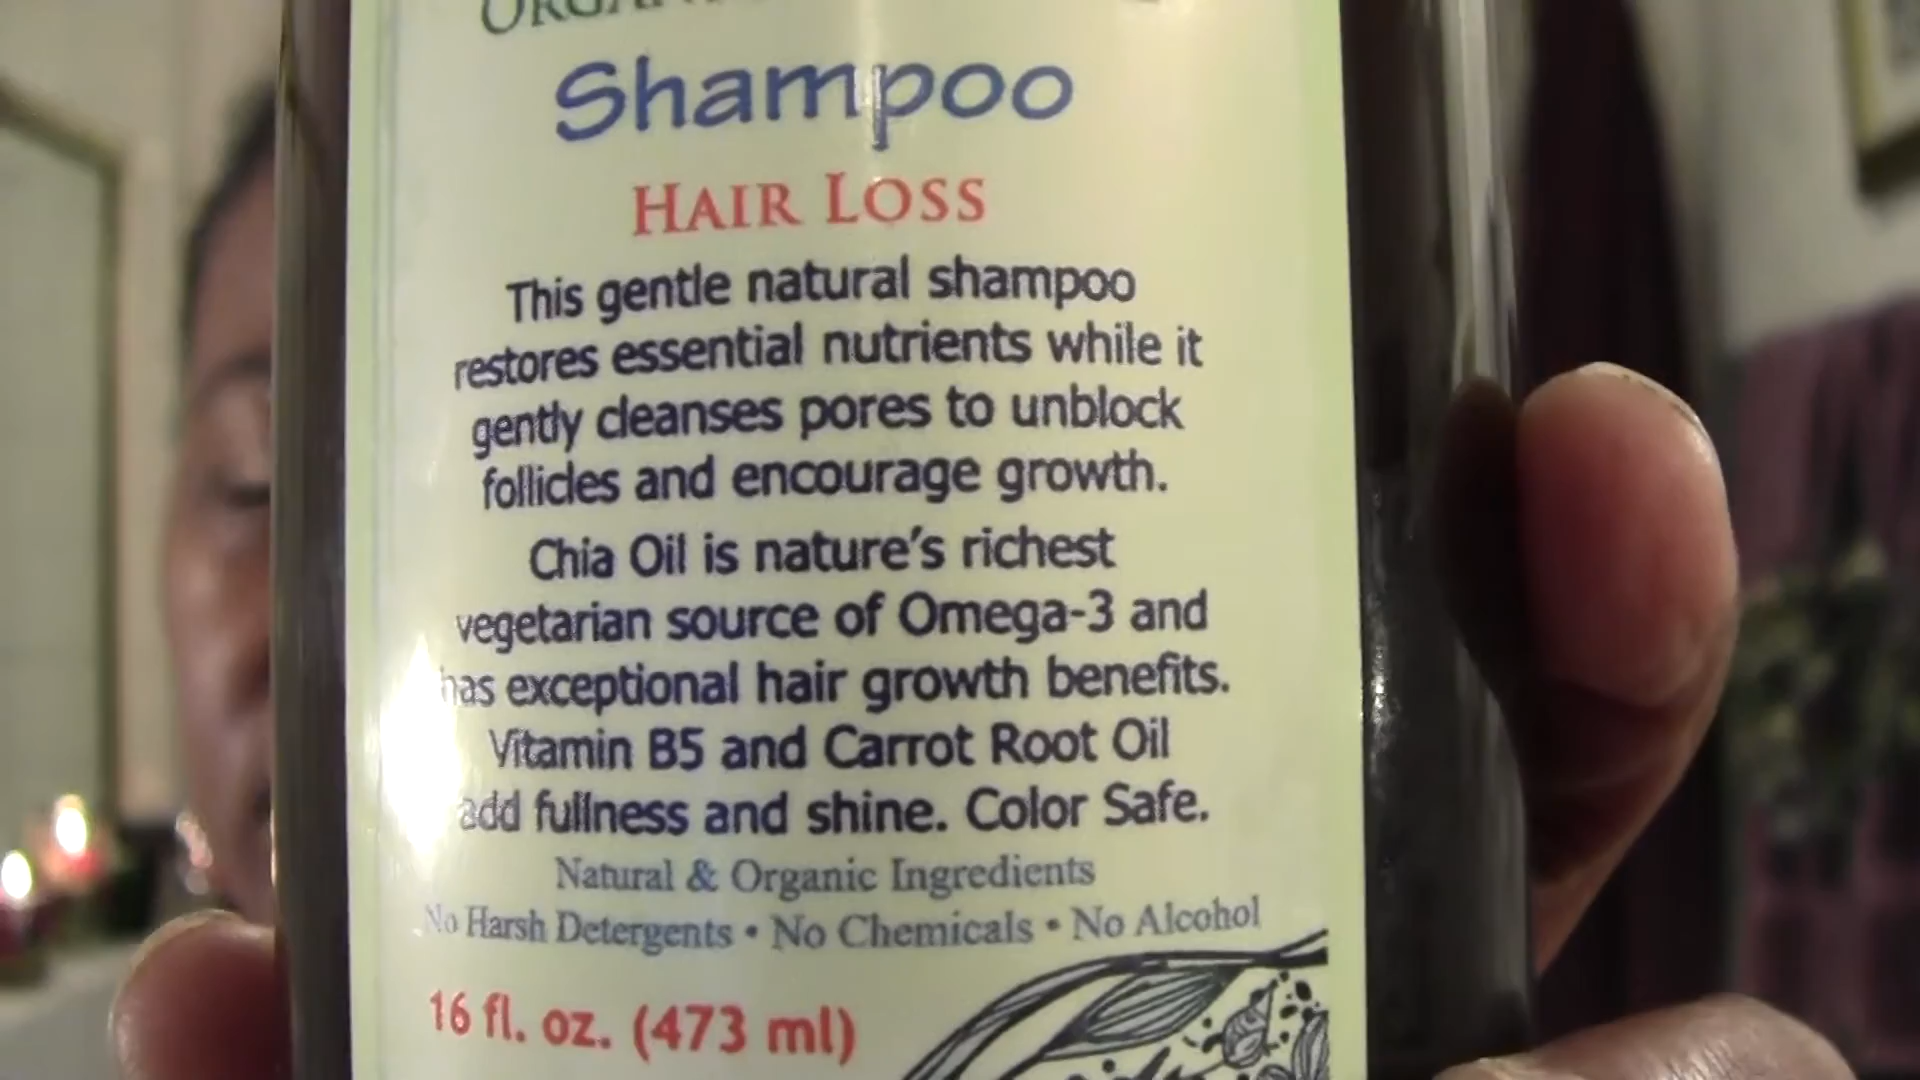 Shampoo
HAIR LOSS
This gentle natural shampoo
restores essential nutrients while it
gently cleanses pores to unblock
follicles and encourage growth.
Chia Oil is nature's richest
vegetarian source of Omega-3 and
has exceptional hair growth benefits.
Vitamin B5 and Carrot Root Oil
add fullness and shine. Color Safe.
Natural & Organic Ingredients
No Harsh Detergents • No Chemicals • No Alcohol
16 fl. oz. (473 ml)